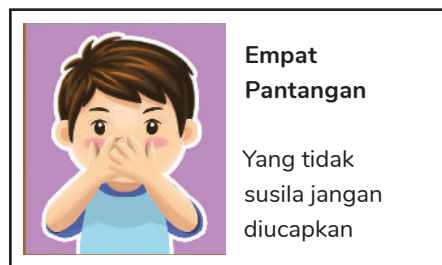 Empat
Pantangan
Yang tidak
susila jangan
diucapkan